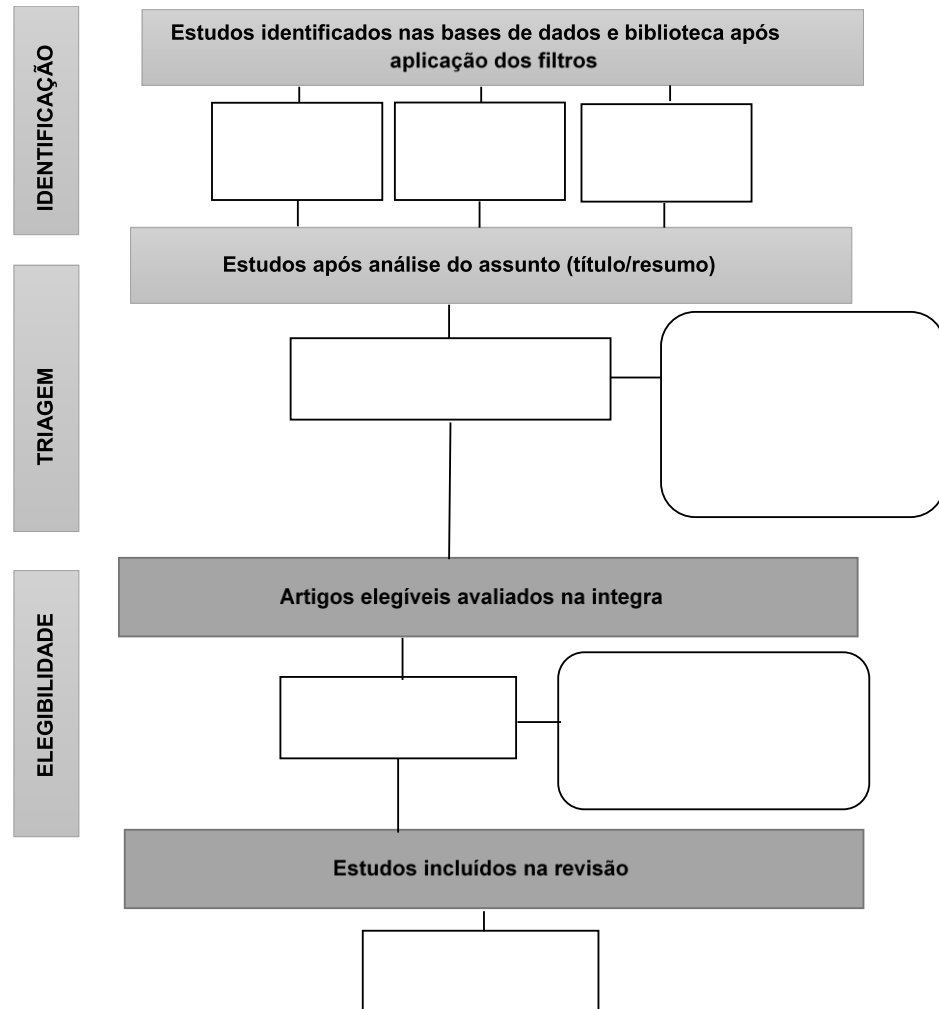 IDENTIFICAÇÃO
Estudos identificados nas bases de dados e biblioteca após
aplicação dos filtros
Estudos após análise do assunto (título/resumo)
TRIAGEM
Artigos elegíveis avaliados na integra
ELEGIBILIDADE
Estudos incluídos na revisão